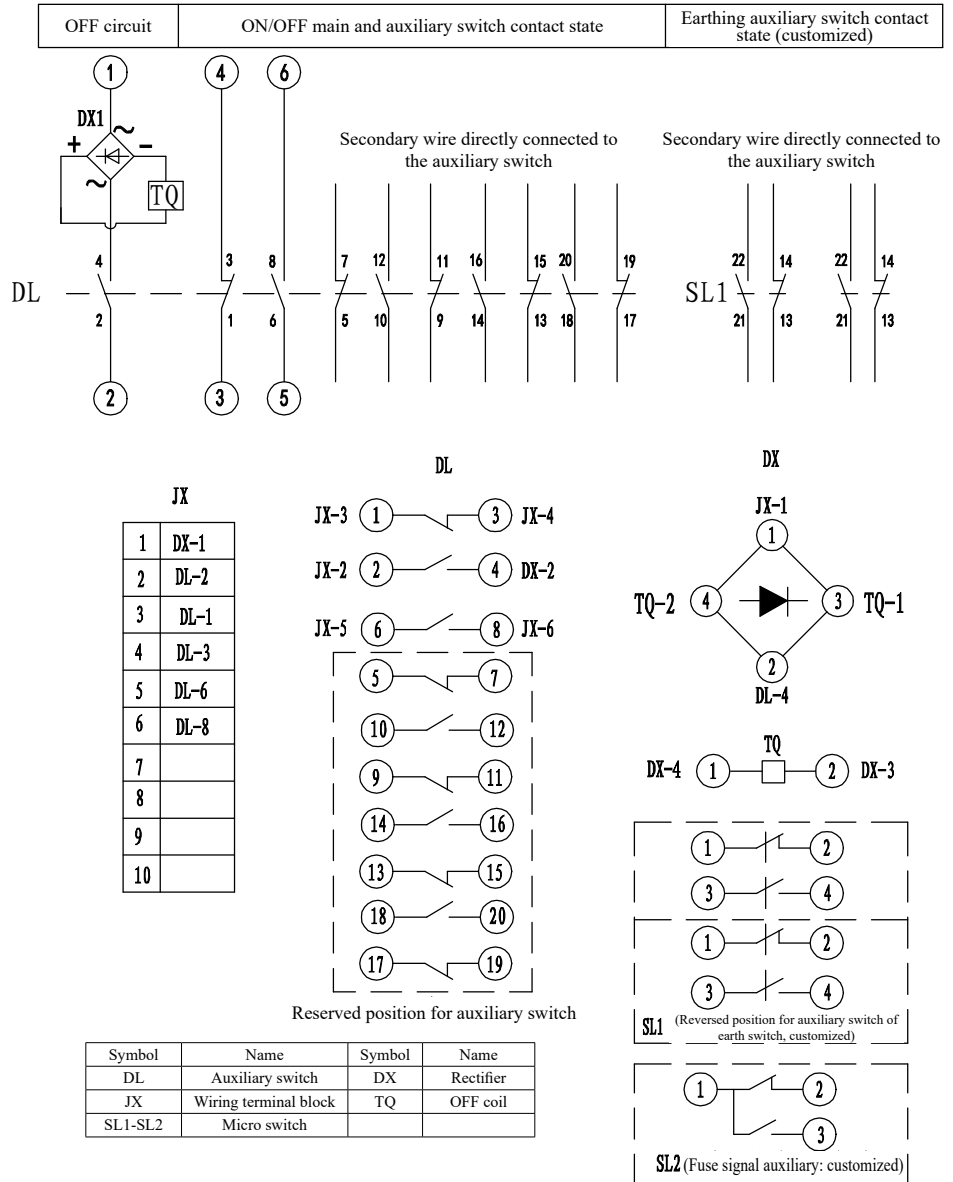 OFF circuit
ON/OFF main and auxiliary switch contact state
Earthing auxiliary switch contact
state (customized)
1
4
6
DX1
~
+
-
~
TQ
Secondary wire directly connected to
the auxiliary switch
Secondary wire directly connected to
the auxiliary switch
4
3
8
7
12
11
16
15
20
19
22
14
22
14
DL
SL1
2
1
6
5
10
9
14
13
18
17
21
13
21
13
2
3
5
JX
1 DX-1
2 DL-2
3 DL-1
4 DL-3
5 DL-6
6 DL-8
7
8
9
10
DL
JX-3 1 3 JX-4
JX-2 2 4 DX-2
JX-5 6 8 JX-6
5 7
10 12
9 11
14 16
13 15
18 20
17 19
Reserved position for auxiliary switch
DX
JX-1
1
TQ-2 4 3 TQ-1
2
DL-4
TQ
DX-4 1 2 DX-3
1 2
3 4
1 2
3 4
SL1 (Reversed position for auxiliary switch of
earth switch, customized)
1 2
3
SL2 (Fuse signal auxiliary: customized)
Symbol Name Symbol Name
DL Auxiliary switch DX Rectifier
JX Wiring terminal block TQ OFF coil
SL1-SL2 Micro switch